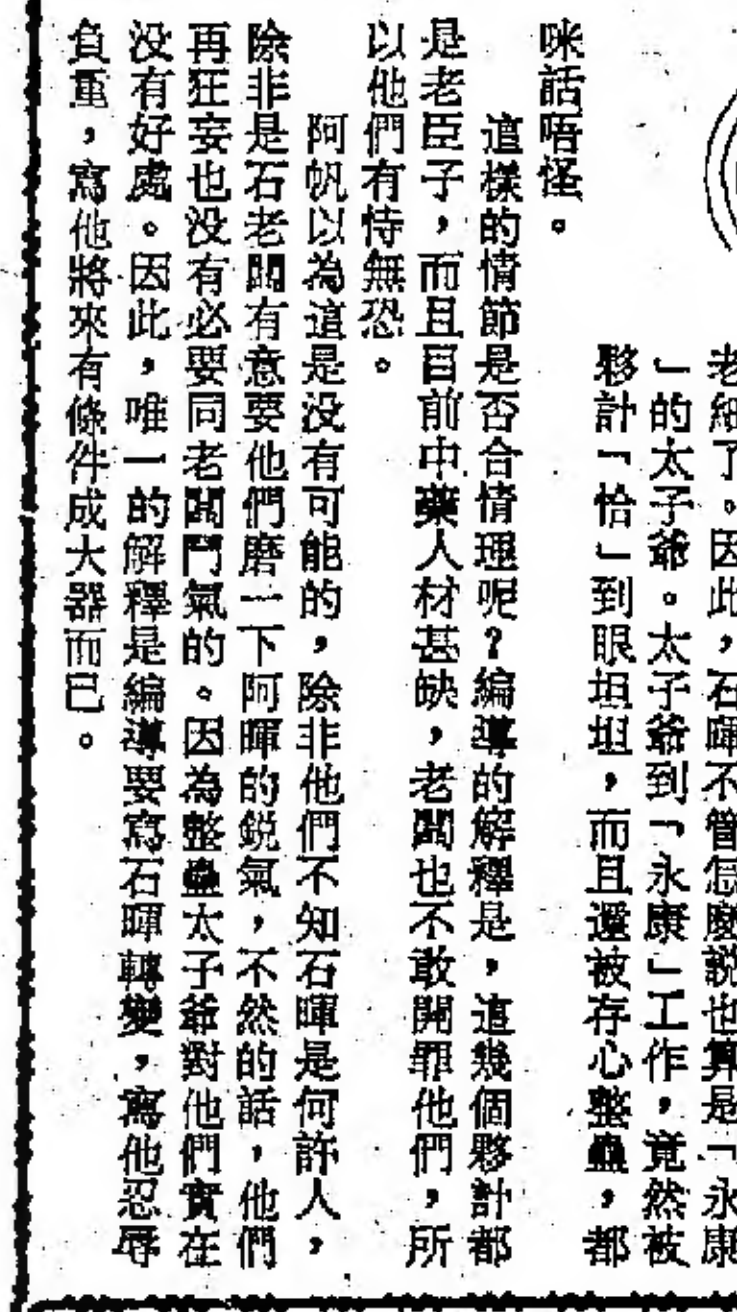 老細了。因此，石暉不管怎麼説也算是「永康
」的太子爺。太子爺到「永康」工作，竟然被
夥計「恰」到眼坦坦，而且還被存心整蠱，都
咪話唔怪。
這樣的情節是否合情理呢？編導的解釋是，這幾個夥計都
是老臣子，而且目前中藥人材甚缺，老闆也不敢開罪他們，所
以他們有恃無恐。
阿帆以為這是没有可能的，除非他們不知石暉是何許人，
除非是石老闆有意要他們磨一下阿暉的鋭氣，不然的話，他們
再狂妄也没有必要同老闆鬥氣的。因為整蠱太子爺對他們實在
没有好處。因此，唯一的解釋是編導要寫石暉轉變，寫他忍辱
負重，寫他將來有條件成大器而已。